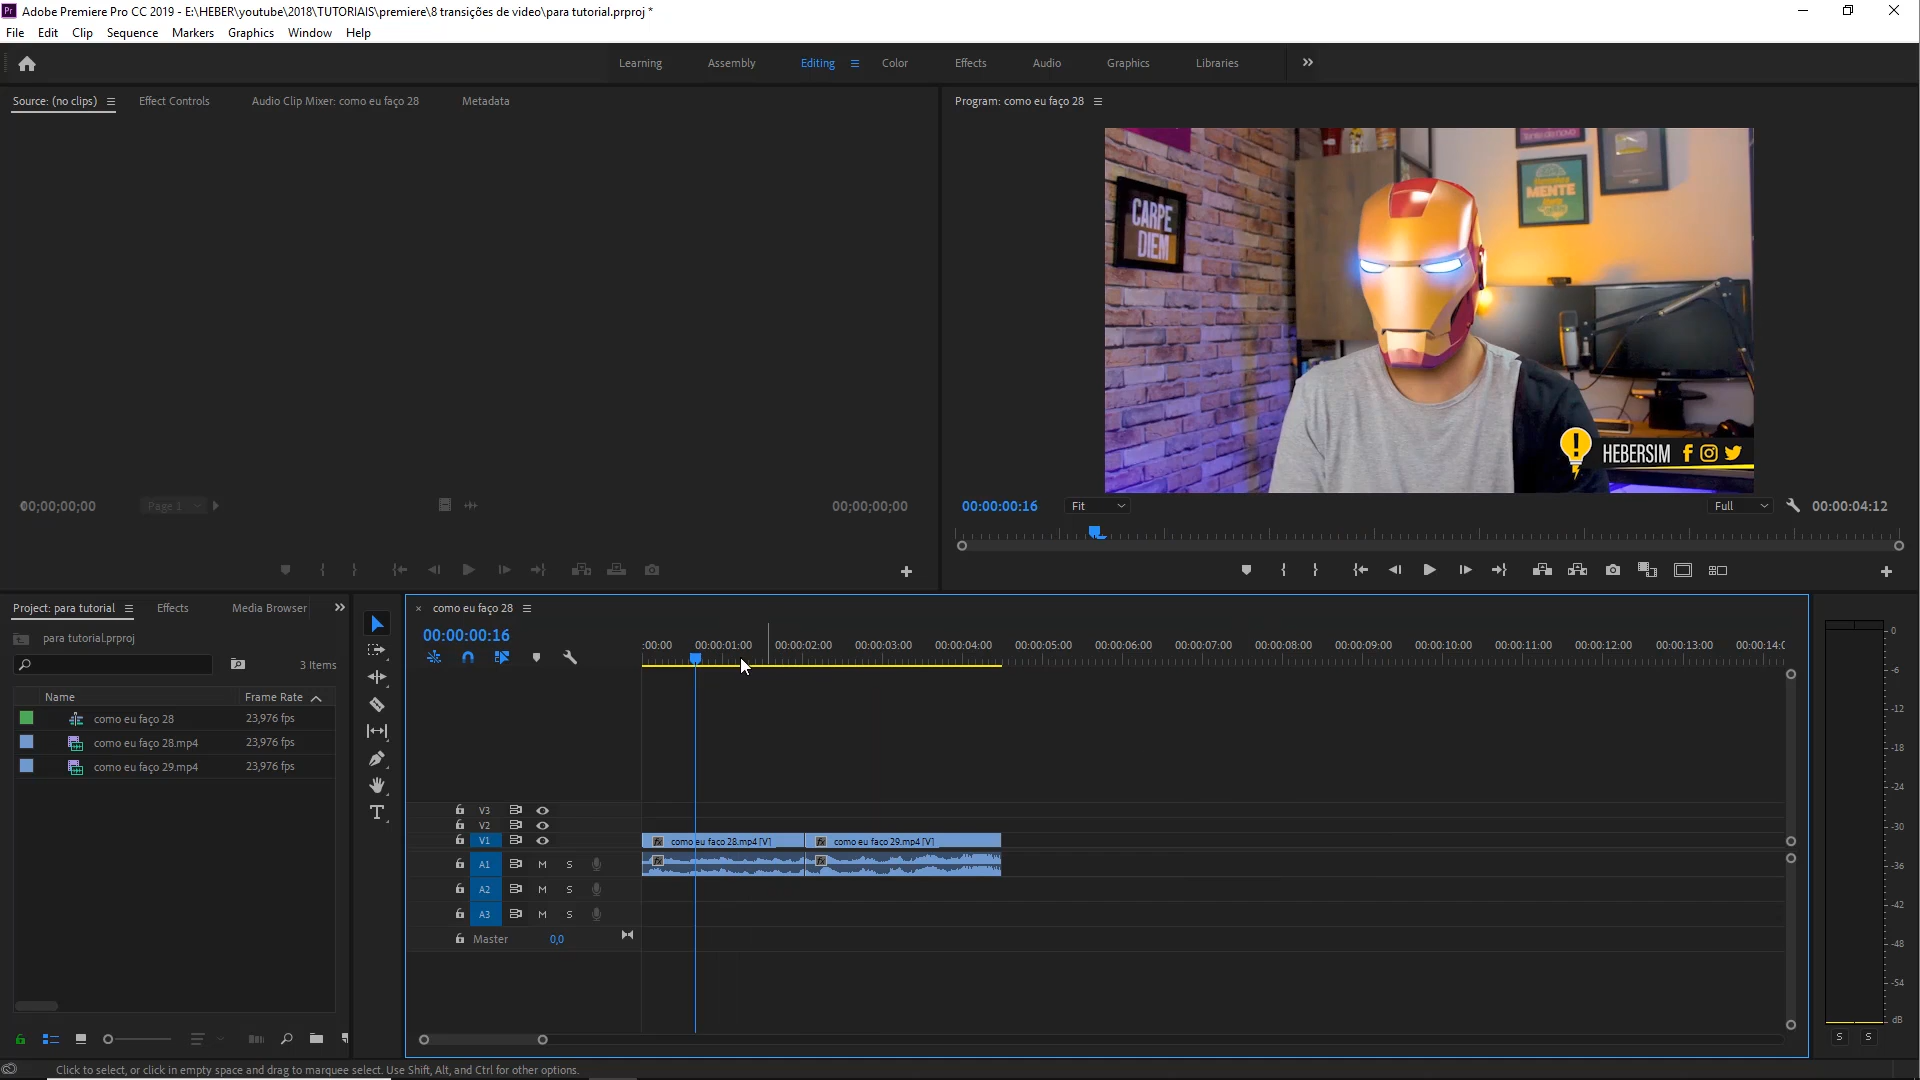 Pr Adobe Premiere Pro CC 2019 - E:\HEBER\youtube\2018\TUTORIAIS\premiere\8 transições de video\para tutorial.prproj *
File Edit Clip Sequence Markers Graphics Window Help
Learning Assembly Editing Color Effects Audio Graphics Libraries
Source: (no clips) Effect Controls Audio Clip Mixer: como eu faço 28 Metadata
Program: como eu faço 28
CARPE
DIEM
MENTE
HEBERSIM
00;00;00;00 Page 1 00;00;00;00
00:00:00:16 Fit Full 00:00:04:12
Project: para tutorial Effects Media Browser
para tutorial.prproj
3 Items
Name Frame Rate
como eu faço 28 23,976 fps
como eu faço 28.mp4 23,976 fps
como eu faço 29.mp4 23,976 fps
como eu faço 28
00:00:00:16
:00:00 00:00:01:00 00:00:02:00 00:00:03:00 00:00:04:00 00:00:05:00 00:00:06:00 00:00:07:00 00:00:08:00 00:00:09:00 00:00:10:00 00:00:11:00 00:00:12:00 00:00:13:00 00:00:14:0
V3
V2
V1 fx como eu faço 28.mp4 [V] fx como eu faço 29.mp4 [V]
A1 M S fx fx
A2 M S
A3 M S
Master 0,0
0
-6
-12
-18
-24
-30
-36
-42
-48
-54
dB
S S
Click to select, or click in empty space and drag to marquee select. Use Shift, Alt, and Ctrl for other options.